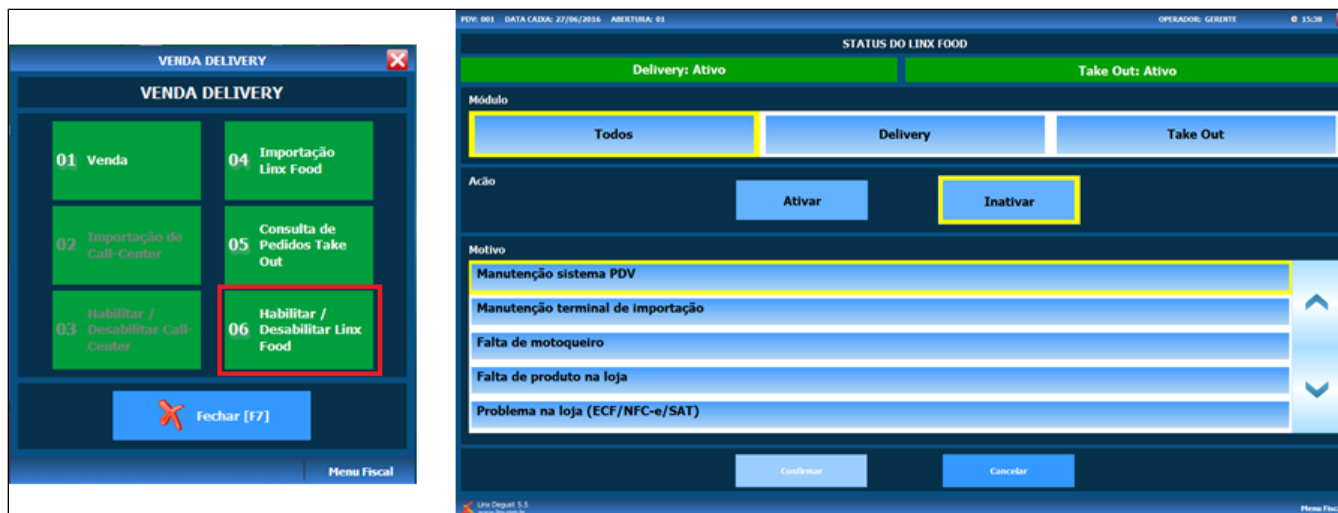 VENDA DELIVERY
VENDA DELIVERY
01 Venda
04 Importação
Linx Food
02 Importação de
Call-Center
05 Consulta de
Pedidos Take
Out
03 Habilitar /
Desabilitar Call-
Center
06 Habilitar /
Desabilitar Linx
Food
Fechar [F7]
Menu Fiscal
PDV: 001 DATA CAIXA: 27/06/2016 ABERTURA: 01 OPERADOR: GERENTE 15:38
STATUS DO LINX FOOD
Delivery: Ativo
Take Out: Ativo
Módulo
Todos
Delivery
Take Out
Acão
Ativar
Inativar
Motivo
Manutenção sistema PDV
Manutenção terminal de importação
Falta de motoqueiro
Falta de produto na loja
Problema na loja (ECF/NFC-e/SAT)
Confirmar
Cancelar
Linx Degust 5.5
Menu Fisc